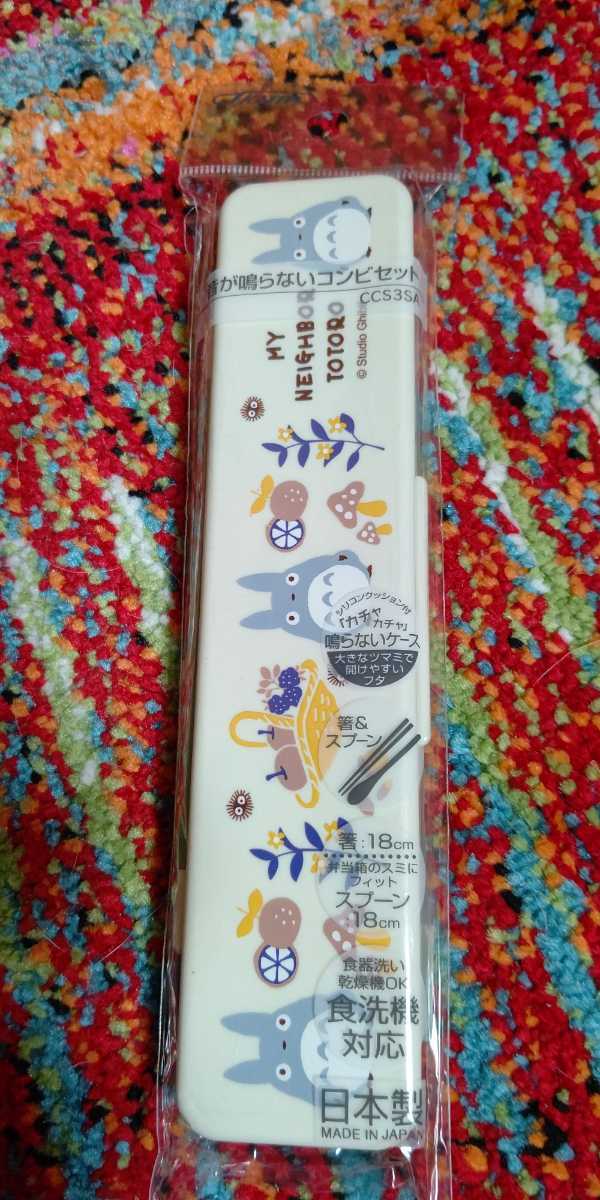 音が鳴らないコンビセット
CCS3SA
MY
NEIGHBOR
TOTORO
© Studio Ghibli
シリコンクッション付
「カチャ
カチャ」
鳴らないケース
大きなツマミで
開けやすい
フタ
箸&
スプーン
箸:18cm
弁当箱のスミに
フィット
スプーン
18cm
食器洗い
乾燥機OK
食洗機
対応
日本製
MADE IN JAPAN